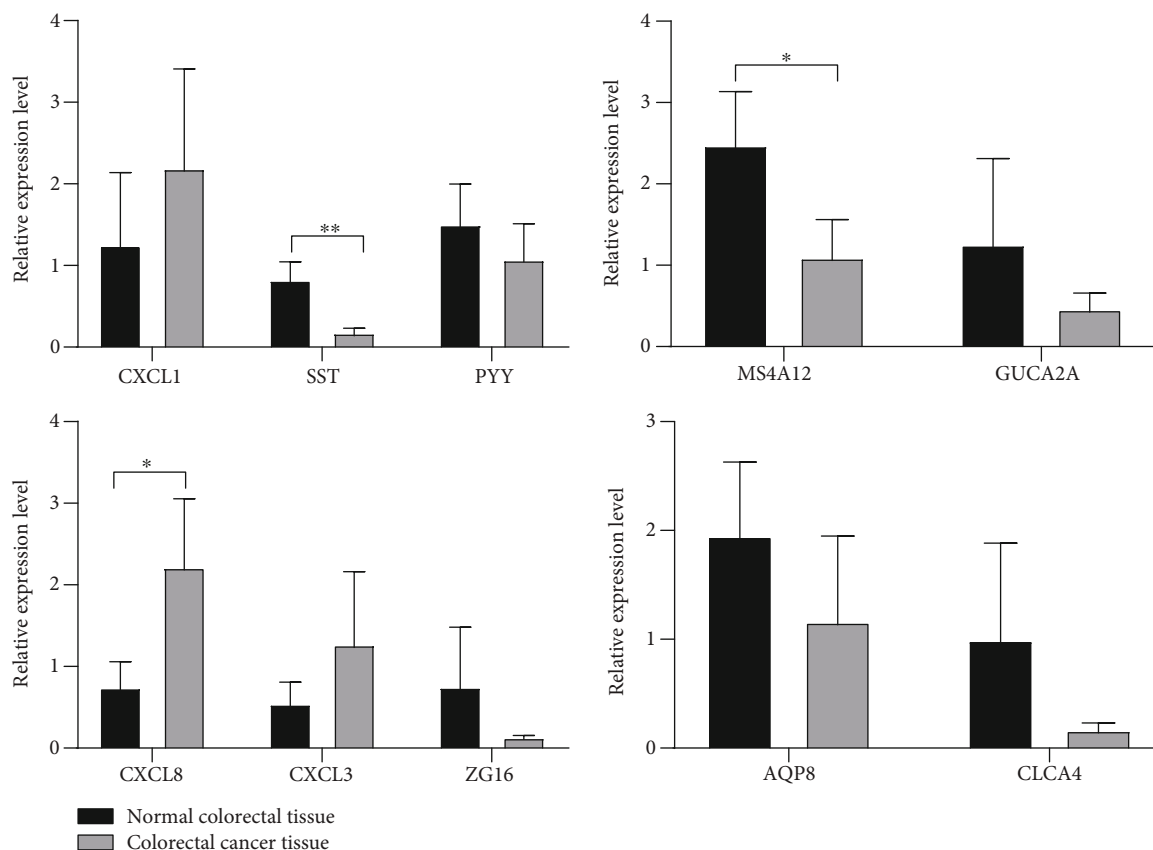 Relative expression level
4
3
2
1
0
**
CXCL1 SST PYY
Relative expression level
4
3
2
1
0
*
MS4A12 GUCA2A
Relative expression level
4
3
2
1
0
*
CXCL8 CXCL3 ZG16
Relative expression level
3
2
1
0
AQP8 CLCA4
Normal colorectal tissue
Colorectal cancer tissue